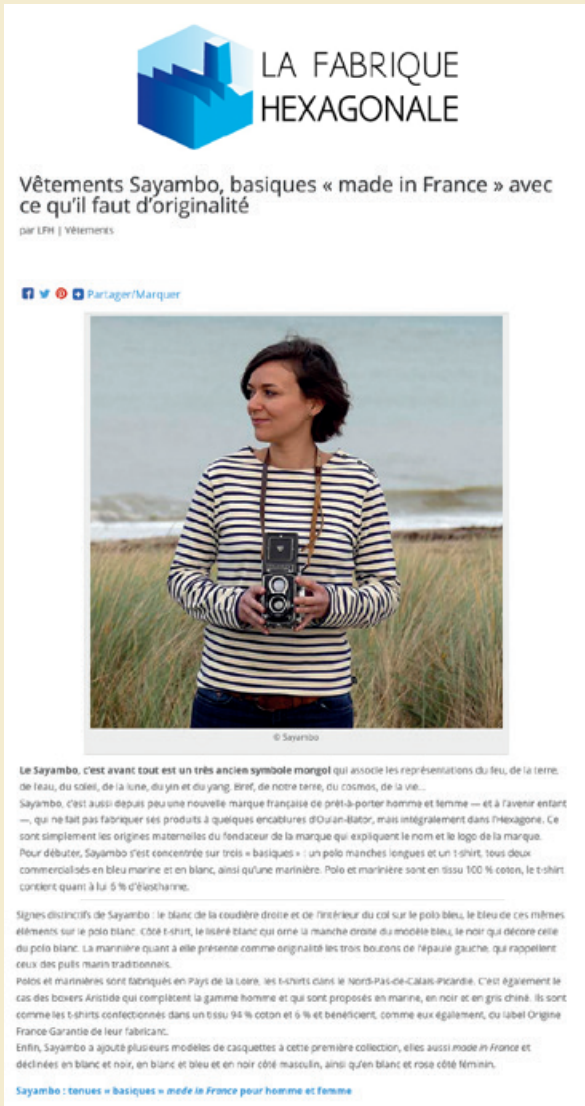 LA FABRIQUE
HEXAGONALE
Vêtements Sayambo, basiques « made in France » avec
ce qu'il faut d'originalité
par LFH | Vêtements
Partager/Marquer
© Sayambo
Le Sayambo, c'est avant tout est un très ancien symbole mongol qui associe les représentations du feu, de la terre,
de l'eau, du soleil, de la lune, du yin et du yang. Bref, de notre terre, du cosmos, de la vie...
Sayambo, c'est aussi depuis peu une nouvelle marque française de prêt-à-porter homme et femme — et à l'avenir enfant
—, qui ne fait pas fabriquer ses produits à quelques encablures d'Oulan-Bator, mais intégralement dans l'Hexagone. Ce
sont simplement les origines maternelles du fondateur de la marque qui expliquent le nom et le logo de la marque.
Pour débuter, Sayambo s'est concentrée sur trois « basiques » : un polo manches longues et un t-shirt, tous deux
commercialisés en bleu marine et en blanc, ainsi qu'une marinière. Polo et marinière sont en tissu 100 % coton, le t-shirt
contient quant à lui 6 % d'élasthanne.
Signes distinctifs de Sayambo : le blanc de la coudière droite et de l'intérieur du col sur le polo bleu, le bleu de ces mêmes
éléments sur le polo blanc. Côté t-shirt, le liséré blanc qui orne la manche droite du modèle bleu, le noir qui décore celle
du polo blanc. La marinière quant à elle présente comme originalité les trois boutons de l'épaule gauche, qui rappellent
ceux des pulls marin traditionnels.
Polos et marinières sont fabriqués en Pays de la Loire, les t-shirts dans le Nord-Pas-de-Calais-Picardie. C'est également le
cas des boxers Aristide qui complètent la gamme homme et qui sont proposés en marine, en noir et en gris chiné. Ils sont
comme les t-shirts confectionnés dans un tissu 94 % coton et 6 % et bénéficient, comme eux également, du label Origine
France Garantie de leur fabricant.
Enfin, Sayambo a ajouté plusieurs modèles de casquettes à cette première collection, elles aussi made in France et
déclinées en blanc et noir, en blanc et bleu et en noir côté masculin, ainsi qu'en blanc et rose côté féminin.
Sayambo : tenues « basiques » made in France pour homme et femme